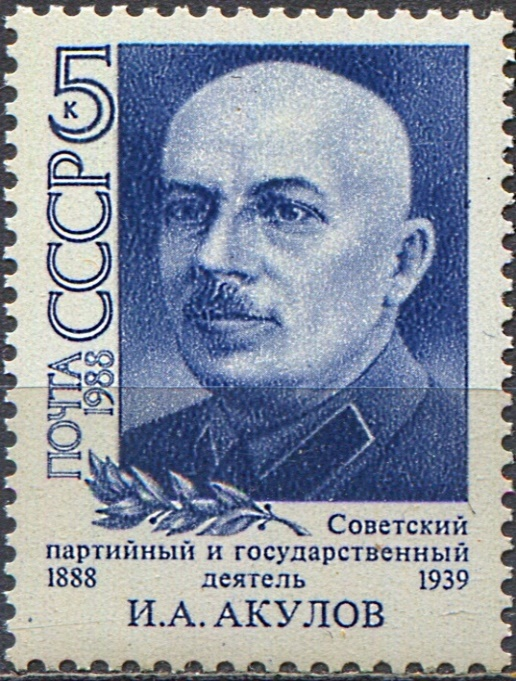 5 к
ПОЧТА СССР
1988
Советский
партийный и государственный
1888 деятель 1939
И.А. АКУЛОВ